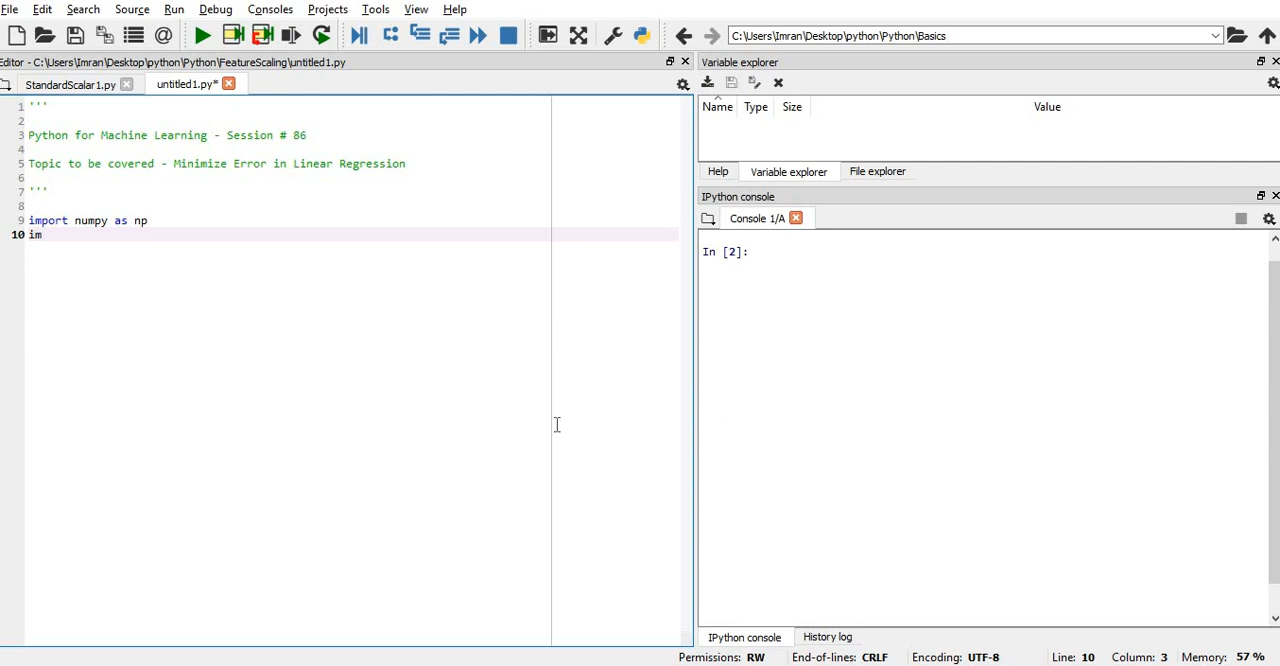 File Edit Search Source Run Debug Consoles Projects Tools View Help
C:\Users\Imran\Desktop\python\Python\Basics
Editor - C:\Users\Imran\Desktop\python\Python\FeatureScaling\untitled1.py
StandardScalar1.py untitled1.py*
1 '''
2
3 Python for Machine Learning - Session # 86
4
5 Topic to be covered - Minimize Error in Linear Regression
6
7 '''
8
9 import numpy as np
10 im
Variable explorer
Name Type Size Value
Help Variable explorer File explorer
IPython console
Console 1/A
In [2]:
IPython console History log
Permissions: RW End-of-lines: CRLF Encoding: UTF-8 Line: 10 Column: 3 Memory: 57 %